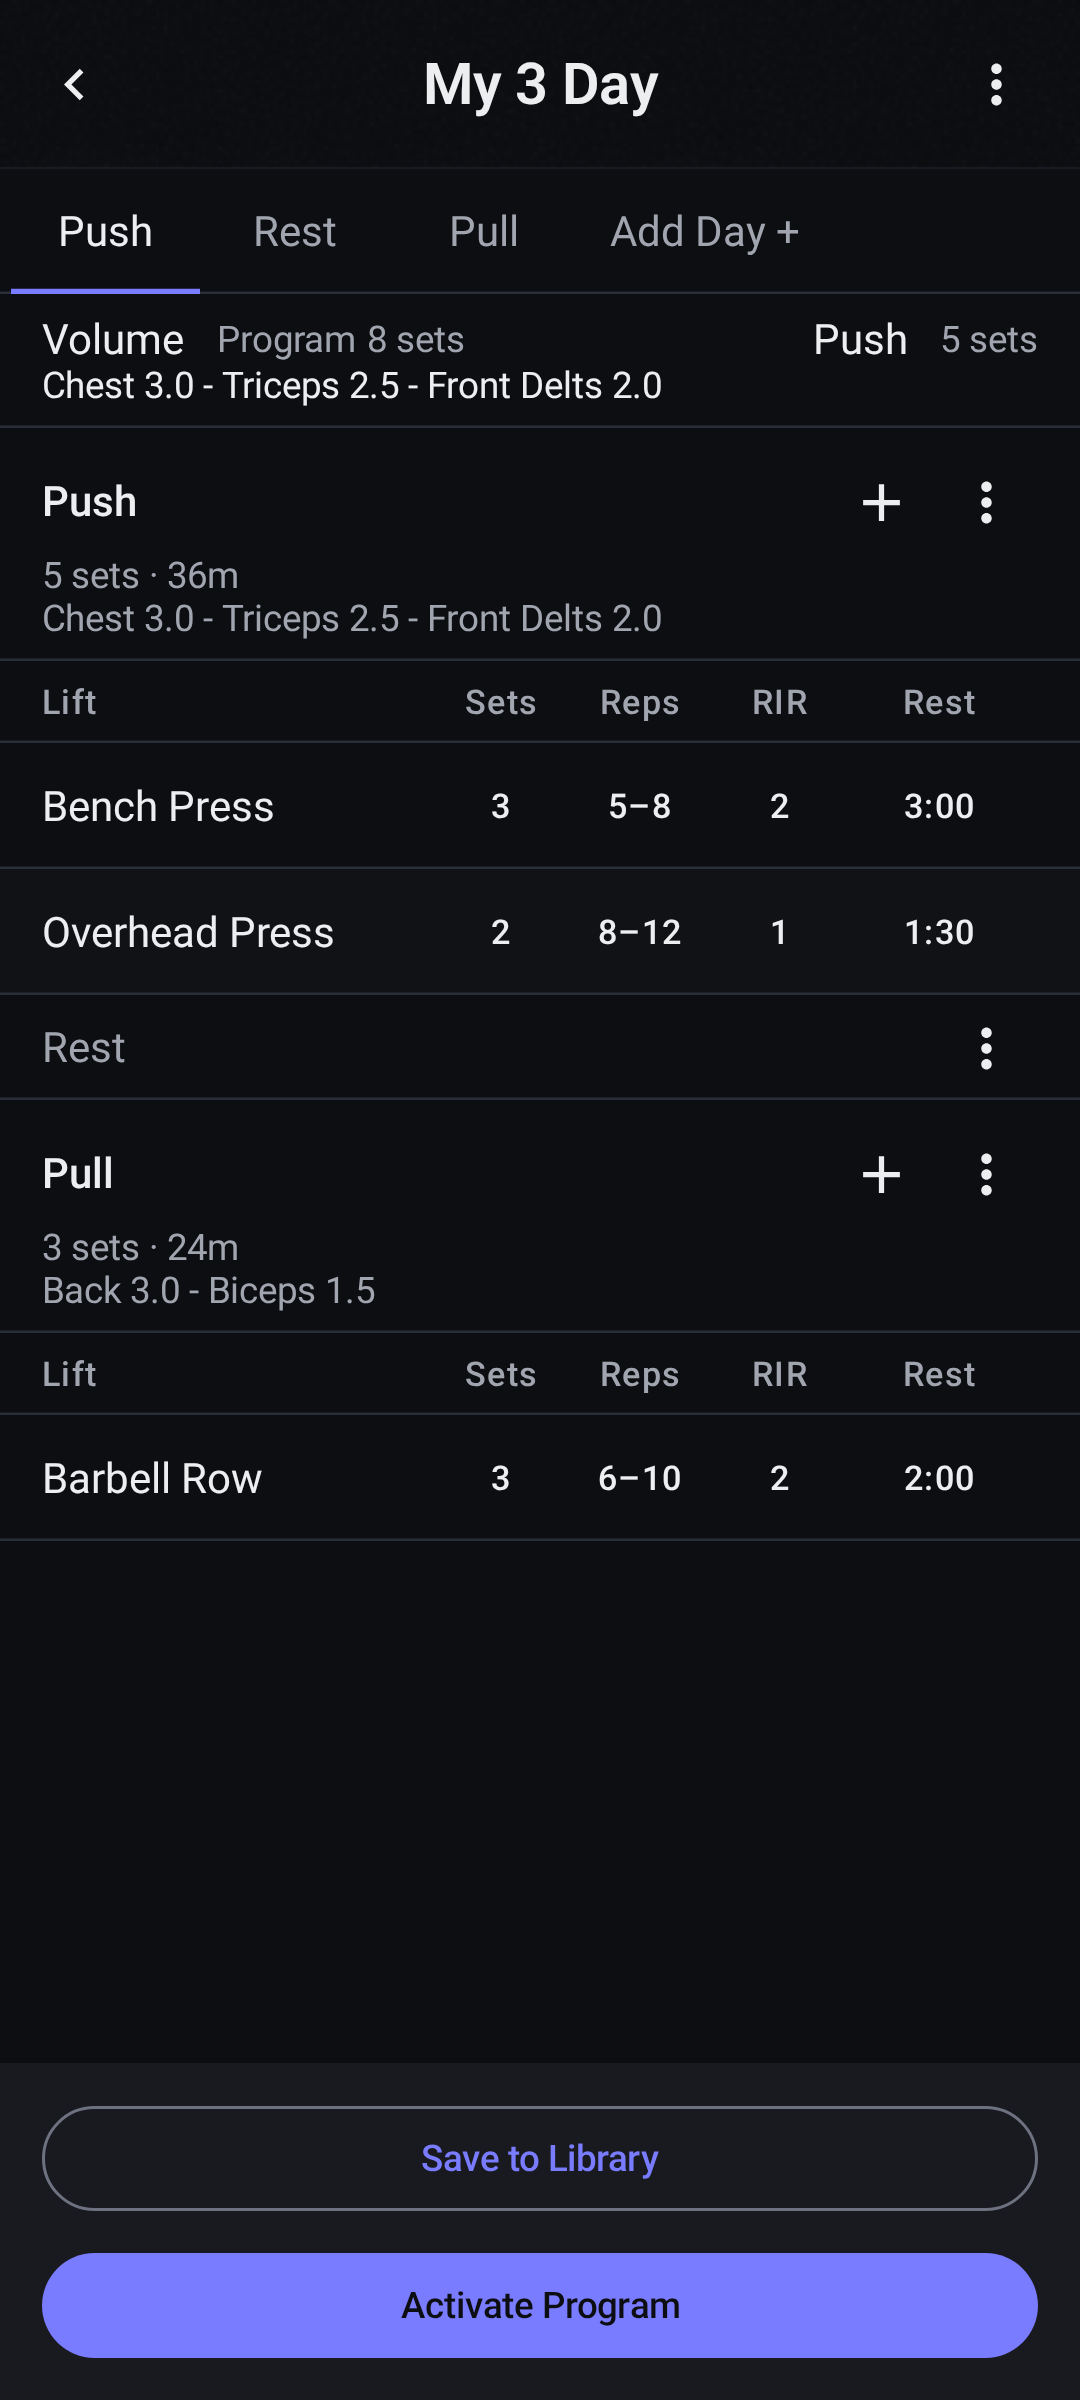 My 3 Day
Push Rest Pull Add Day +
Volume Program 8 sets Push 5 sets
Chest 3.0 - Triceps 2.5 - Front Delts 2.0
Push
5 sets · 36m
Chest 3.0 - Triceps 2.5 - Front Delts 2.0
Lift Sets Reps RIR Rest
Bench Press 3 5–8 2 3:00
Overhead Press 2 8–12 1 1:30
Rest
Pull
3 sets · 24m
Back 3.0 - Biceps 1.5
Lift Sets Reps RIR Rest
Barbell Row 3 6–10 2 2:00
Save to Library
Activate Program